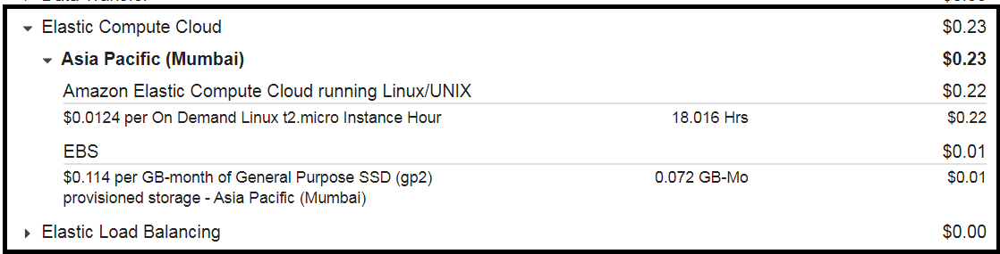 Elastic Compute Cloud $0.23
Asia Pacific (Mumbai) $0.23
Amazon Elastic Compute Cloud running Linux/UNIX $0.22
$0.0124 per On Demand Linux t2.micro Instance Hour 18.016 Hrs $0.22
EBS $0.01
$0.114 per GB-month of General Purpose SSD (gp2) 0.072 GB-Mo $0.01
provisioned storage - Asia Pacific (Mumbai)
Elastic Load Balancing $0.00